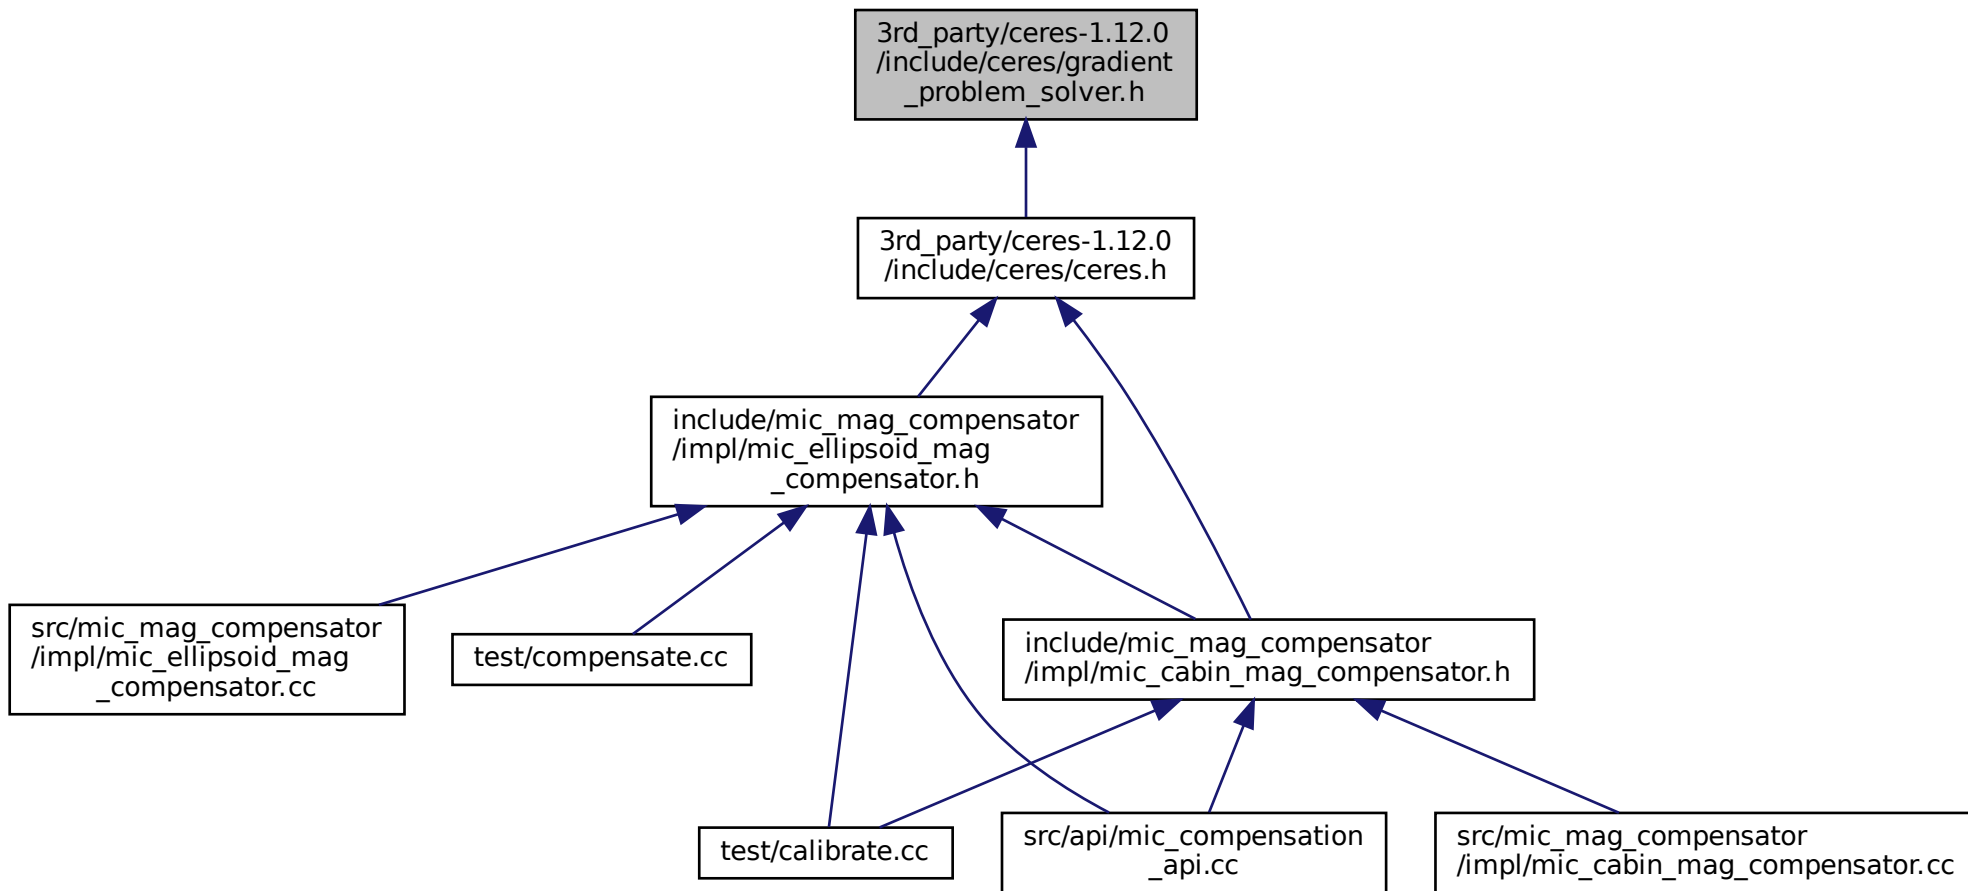 3rd_party/ceres-1.12.0
/include/ceres/gradient
_problem_solver.h
3rd_party/ceres-1.12.0
/include/ceres/ceres.h
include/mic_mag_compensator
/impl/mic_ellipsoid_mag
_compensator.h
src/mic_mag_compensator
/impl/mic_ellipsoid_mag
_compensator.cc
test/compensate.cc
include/mic_mag_compensator
/impl/mic_cabin_mag_compensator.h
test/calibrate.cc
src/api/mic_compensation
_api.cc
src/mic_mag_compensator
/impl/mic_cabin_mag_compensator.cc